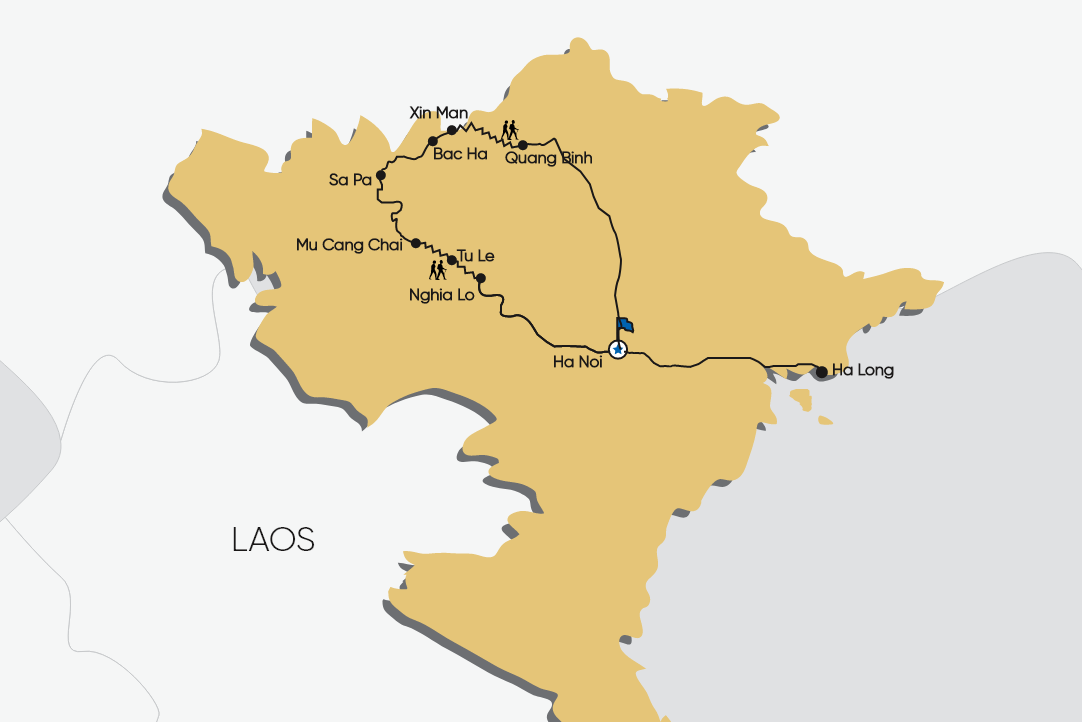 Xin Man
Bac Ha
Quang Binh
Sa Pa
Mu Cang Chai
Tu Le
Nghia Lo
Ha Noi
Ha Long
LAOS